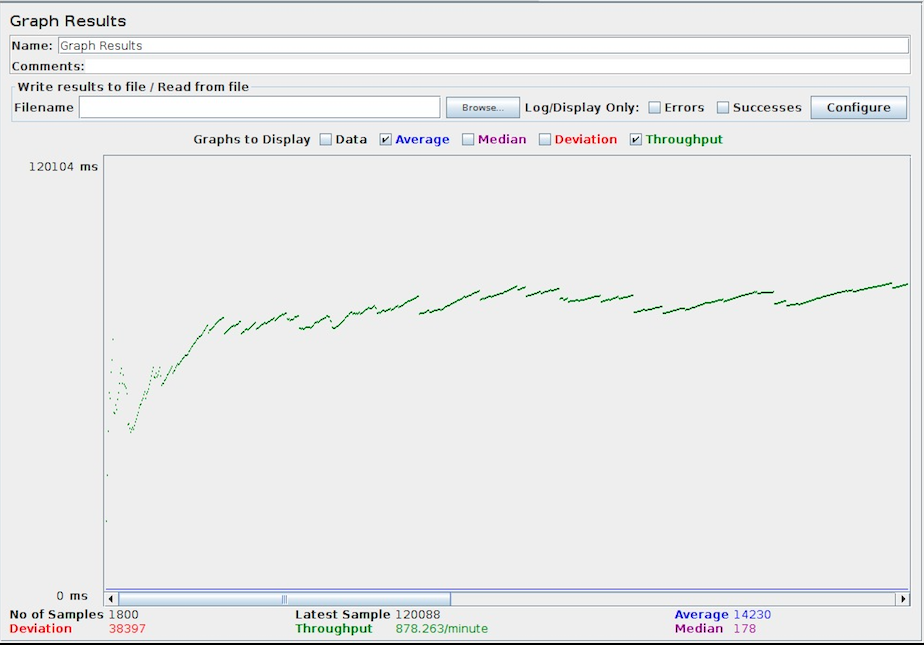 Graph Results
Name: Graph Results
Comments:
Write results to file / Read from file
Filename Browse... Log/Display Only: Errors Successes Configure
Graphs to Display Data Average Median Deviation Throughput
120104 ms
0 ms
No of Samples 1800 Latest Sample 120088 Average 14230
Deviation 38397 Throughput 878.263/minute Median 178